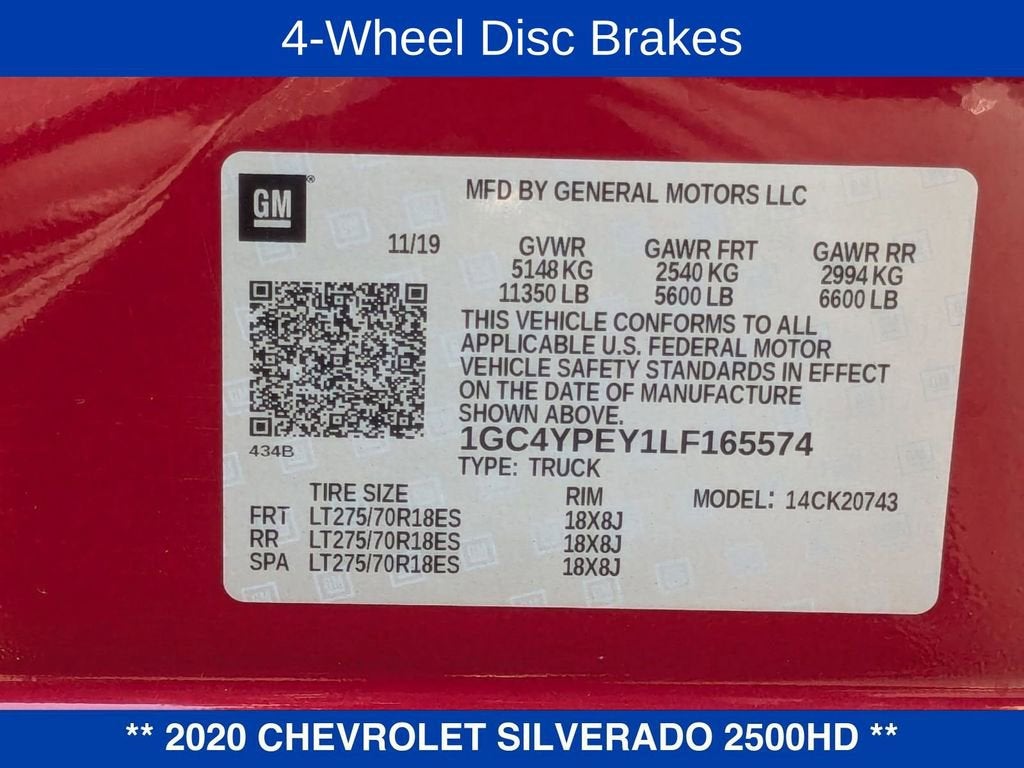 4-Wheel Disc Brakes
GM®
MFD BY GENERAL MOTORS LLC
11/19 GVWR GAWR FRT GAWR RR
5148 KG 2540 KG 2994 KG
11350 LB 5600 LB 6600 LB
THIS VEHICLE CONFORMS TO ALL
APPLICABLE U.S. FEDERAL MOTOR
VEHICLE SAFETY STANDARDS IN EFFECT
ON THE DATE OF MANUFACTURE
SHOWN ABOVE.
434B
1GC4YPEY1LF165574
TYPE: TRUCK
TIRE SIZE RIM MODEL: 14CK20743
FRT LT275/70R18ES 18X8J
RR LT275/70R18ES 18X8J
SPA LT275/70R18ES 18X8J
** 2020 CHEVROLET SILVERADO 2500HD **